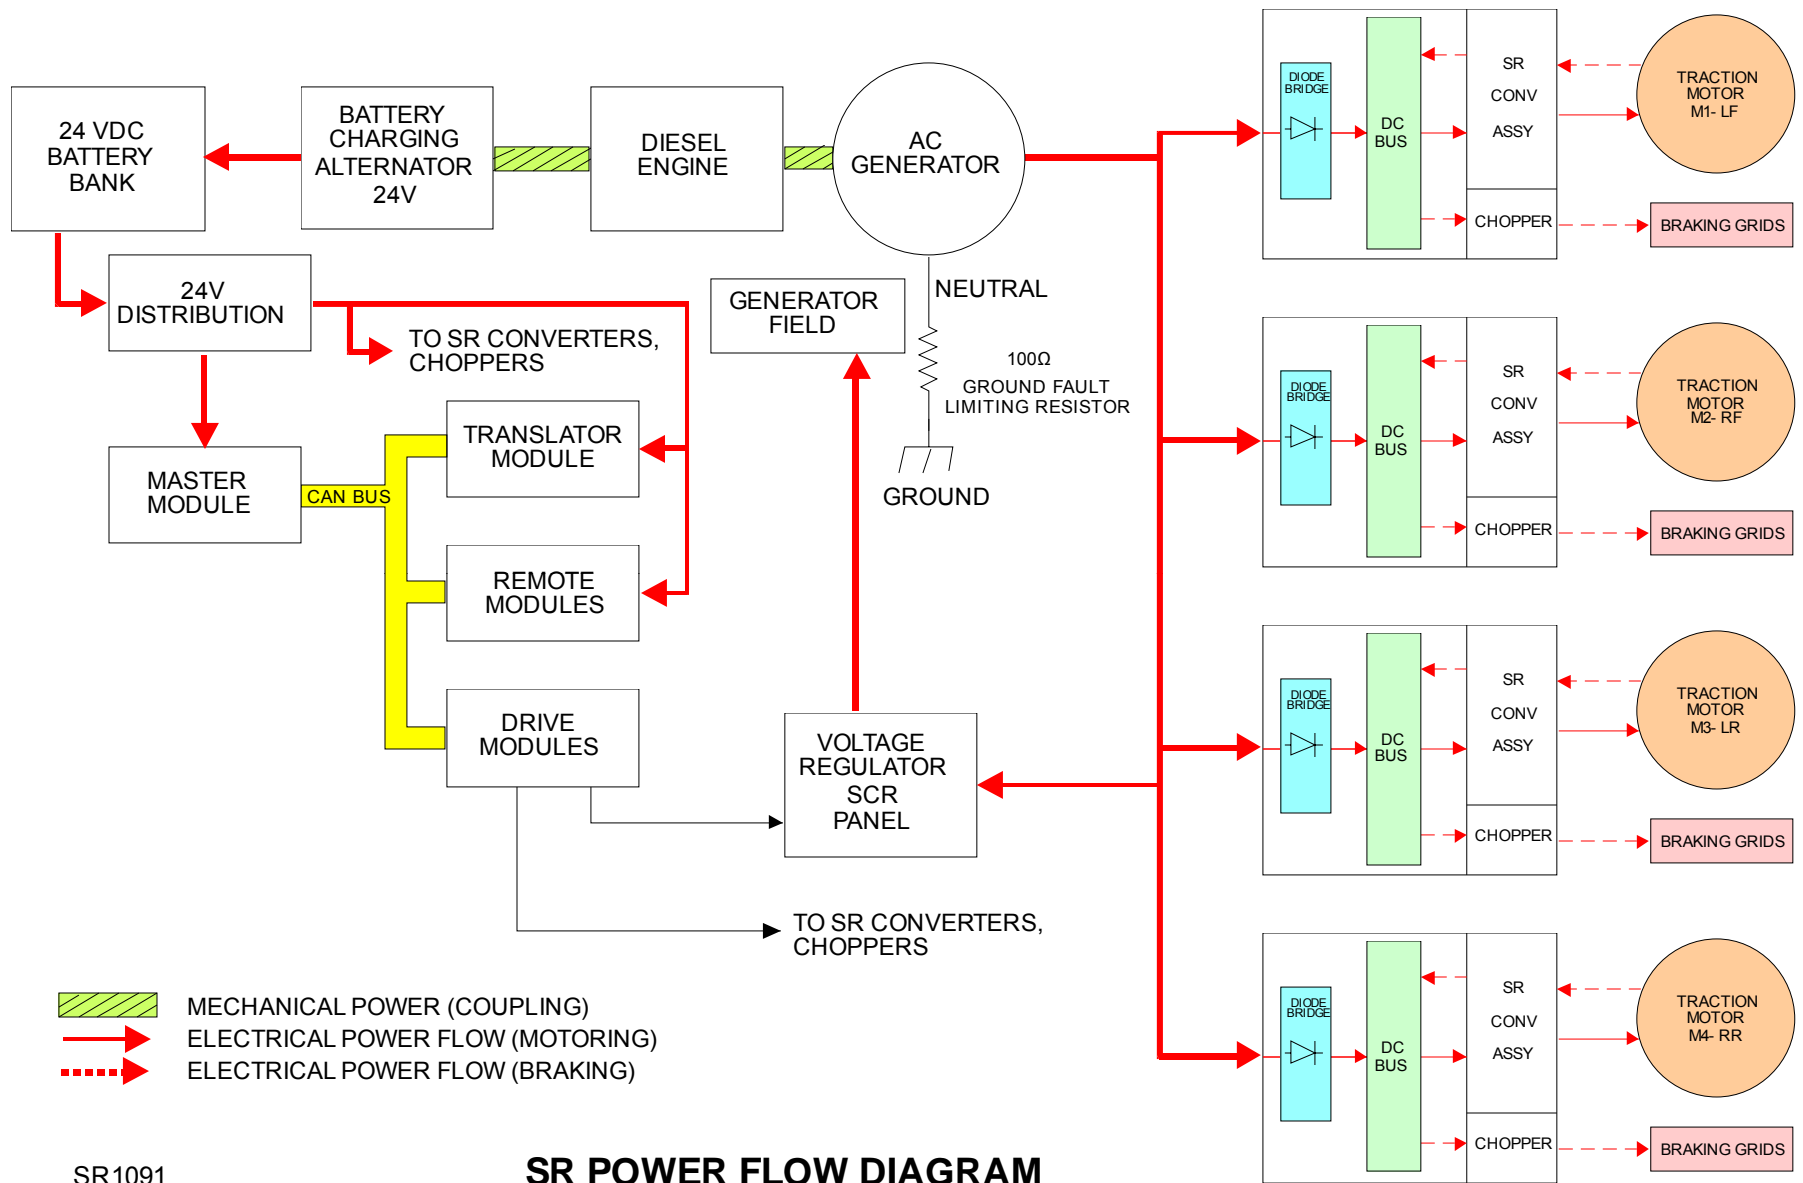 24 VDC
BATTERY
BANK
BATTERY
CHARGING
ALTERNATOR
24V
DIESEL
ENGINE
AC
GENERATOR
24V
DISTRIBUTION
TO SR CONVERTERS,
CHOPPERS
GENERATOR
FIELD
NEUTRAL
100Ω
GROUND FAULT
LIMITING RESISTOR
GROUND
MASTER
MODULE
CAN BUS
TRANSLATOR
MODULE
REMOTE
MODULES
DRIVE
MODULES
VOLTAGE
REGULATOR
SCR
PANEL
TO SR CONVERTERS,
CHOPPERS
DIODE
BRIDGE
DC
BUS
SR
CONV
ASSY
CHOPPER
TRACTION
MOTOR
M1- LF
BRAKING GRIDS
DIODE
BRIDGE
DC
BUS
SR
CONV
ASSY
CHOPPER
TRACTION
MOTOR
M2- RF
BRAKING GRIDS
DIODE
BRIDGE
DC
BUS
SR
CONV
ASSY
CHOPPER
TRACTION
MOTOR
M3- LR
BRAKING GRIDS
DIODE
BRIDGE
DC
BUS
SR
CONV
ASSY
CHOPPER
TRACTION
MOTOR
M4- RR
BRAKING GRIDS
MECHANICAL POWER (COUPLING)
ELECTRICAL POWER FLOW (MOTORING)
ELECTRICAL POWER FLOW (BRAKING)
SR1091
SR POWER FLOW DIAGRAM